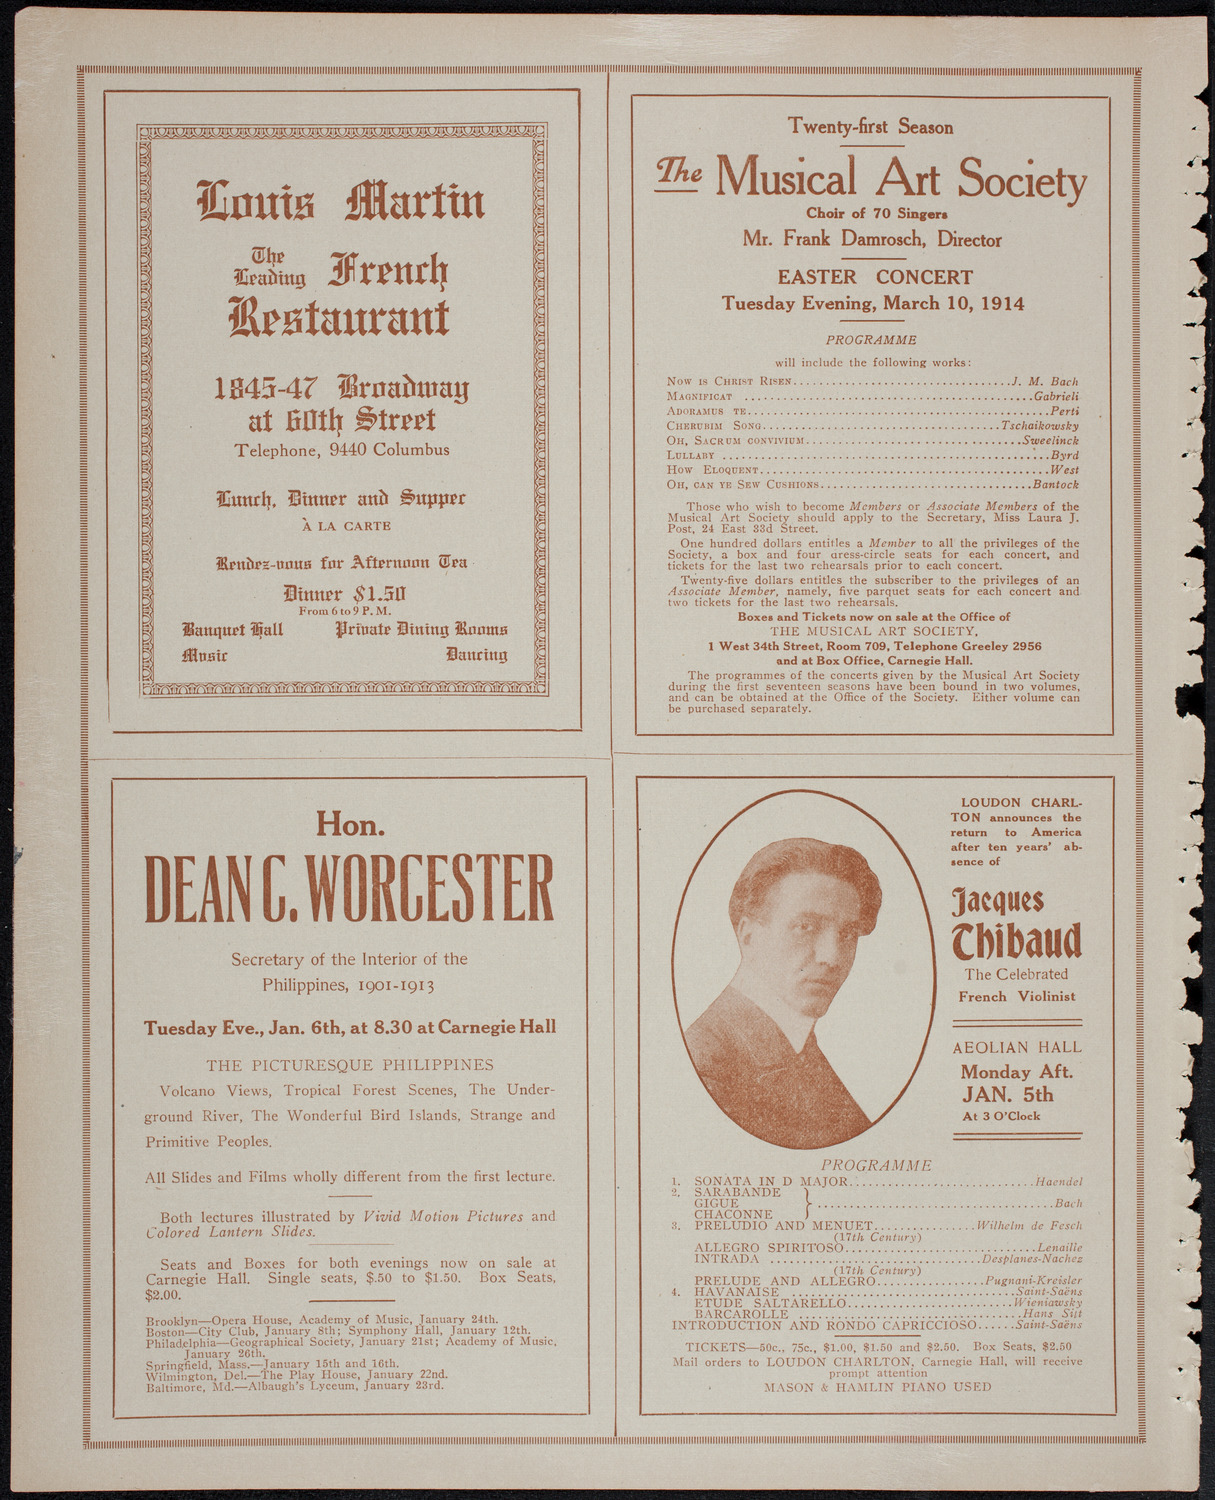 Louis Martin
The Leading French
Restaurant
1845-47 Broadway
at 60th Street
Telephone, 9440 Columbus
Lunch, Dinner and Supper
À LA CARTE
Rendez-vous for Afternoon Tea
Dinner $1.50
From 6 to 9 P. M.
Banquet Hall Private Dining Rooms
Music Dancing
Twenty-first Season
The Musical Art Society
Choir of 70 Singers
Mr. Frank Damrosch, Director
EASTER CONCERT
Tuesday Evening, March 10, 1914
PROGRAMME
will include the following works:
NOW IS CHRIST RISEN.................................J. M. Bach
MAGNIFICAT ............................................Gabrieli
ADORAMUS TE..............................................Perti
CHERUBIM SONG....................................Tschaikowsky
OH, SACRUM CONVIVIUM.................................Sweelinck
LULLABY ..................................................Byrd
HOW ELOQUENT............................................West
OH, CAN YE SEW CUSHIONS................................Bantock
Those who wish to become Members or Associate Members of the
Musical Art Society should apply to the Secretary, Miss Laura J.
Post, 24 East 33d Street.
One hundred dollars entitles a Member to all the privileges of the
Society, a box and four dress-circle seats for each concert, and
tickets for the last two rehearsals prior to each concert.
Twenty-five dollars entitles the subscriber to the privileges of an
Associate Member, namely, five parquet seats for each concert and
two tickets for the last two rehearsals.
Boxes and Tickets now on sale at the Office of
THE MUSICAL ART SOCIETY,
1 West 34th Street, Room 709, Telephone Greeley 2956
and at Box Office, Carnegie Hall.
The programmes of the concerts given by the Musical Art Society
during the first seventeen seasons have been bound in two volumes,
and can be obtained at the Office of the Society. Either volume can
be purchased separately.
Hon.
DEAN C. WORCESTER
Secretary of the Interior of the
Philippines, 1901-1913
Tuesday Eve., Jan. 6th, at 8.30 at Carnegie Hall
THE PICTURESQUE PHILIPPINES
Volcano Views, Tropical Forest Scenes, The Under-
ground River, The Wonderful Bird Islands, Strange and
Primitive Peoples.
All Slides and Films wholly different from the first lecture.
Both lectures illustrated by Vivid Motion Pictures and
Colored Lantern Slides.
Seats and Boxes for both evenings now on sale at
Carnegie Hall. Single seats, $.50 to $1.50. Box Seats,
$2.00.
Brooklyn—Opera House, Academy of Music, January 24th.
Boston—City Club, January 8th; Symphony Hall, January 12th.
Philadelphia—Geographical Society, January 21st; Academy of Music,
January 26th.
Springfield, Mass.—January 15th and 16th.
Wilmington, Del.—The Play House, January 22nd.
Baltimore, Md.—Albaugh's Lyceum, January 23rd.
LOUDON CHARL-
TON announces the
return to America
after ten years' ab-
sence of
Jacques
Thibaud
The Celebrated
French Violinist
AEOLIAN HALL
Monday Aft.
JAN. 5th
At 3 O'Clock
PROGRAMME
1. SONATA IN D MAJOR............................Haendel
2. SARABANDE
GIGUE ....................................Bach
CHACONNE
3. PRELUDIO AND MENUET................Wilhelm de Fesch
(17th Century)
ALLEGRO SPIRITOSO.............................Lenaille
INTRADA ................................Desplanes-Nachez
(17th Century)
PRELUDE AND ALLEGRO.................Pugnani-Kreisler
4. HAVANAISE ..................................Saint-Saëns
ETUDE SALTARELLO.........................Wieniawsky
BARCAROLLE ..................................Hans Sitt
INTRODUCTION AND RONDO CAPRICCIOSO......Saint-Saëns
TICKETS—50c., 75c., $1.00, $1.50 and $2.50. Box Seats, $2.50
Mail orders to LOUDON CHARLTON, Carnegie Hall, will receive
prompt attention
MASON & HAMLIN PIANO USED